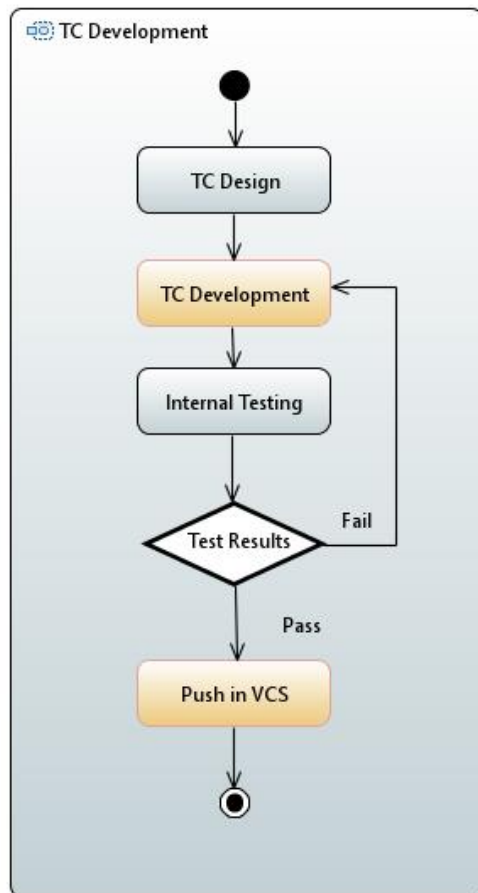 TC Development
TC Design
TC Development
Internal Testing
Test Results
Fail
Pass
Push in VCS